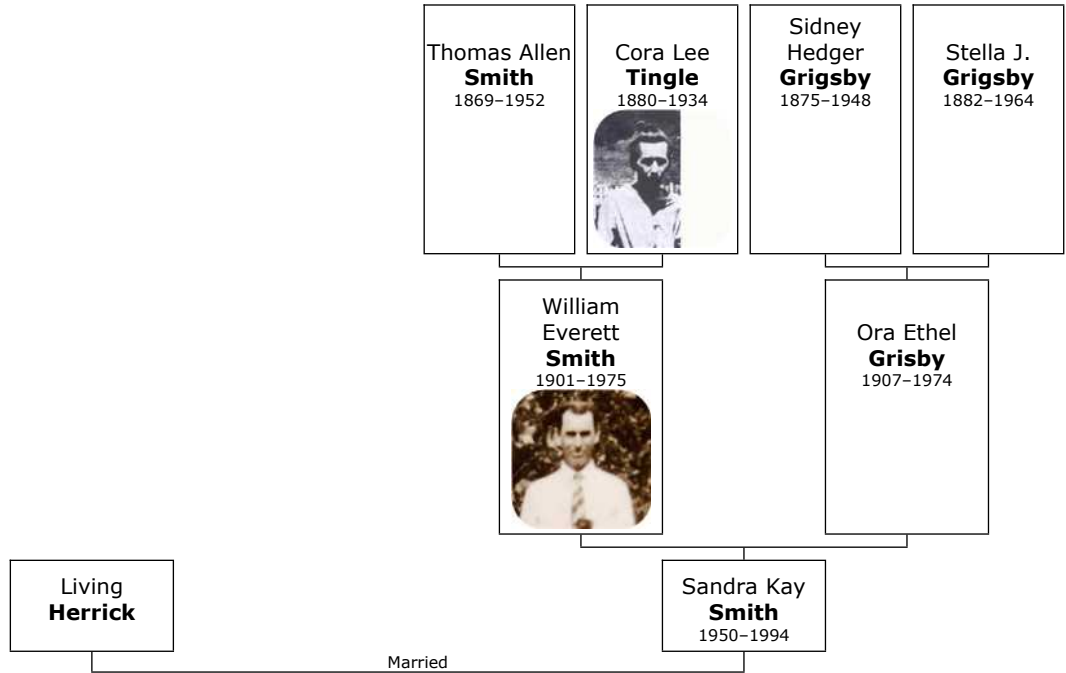 Thomas Allen
Smith
1869–1952
Cora Lee
Tingle
1880–1934
Sidney
Hedger
Grigsby
1875–1948
Stella J.
Grigsby
1882–1964
William
Everett
Smith
1901–1975
Ora Ethel
Grisby
1907–1974
Living
Herrick
Sandra Kay
Smith
1950–1994
Married